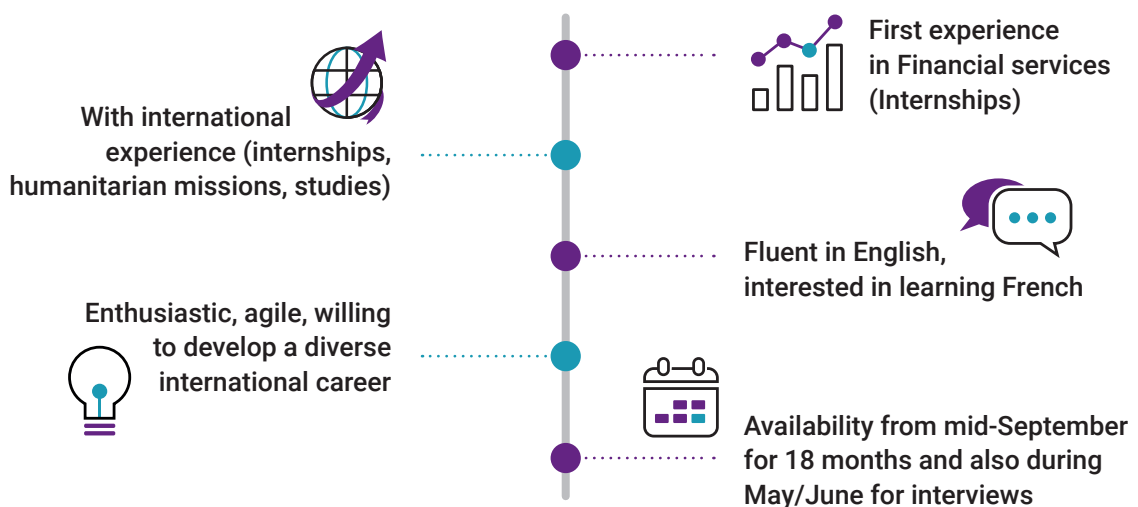 First experience
in Financial services
(Internships)
With international
experience (internships,
humanitarian missions, studies)
Fluent in English,
interested in learning French
Enthusiastic, agile, willing
to develop a diverse
international career
Availability from mid-September
for 18 months and also during
May/June for interviews